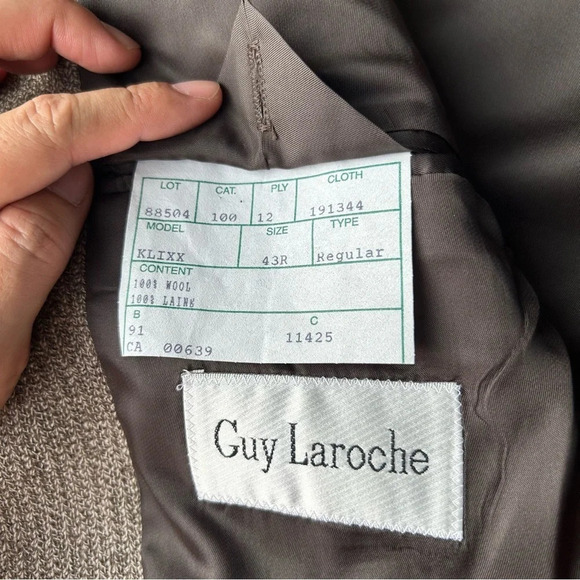 LOT CAT. PLY CLOTH
88504 100 12 191344
MODEL SIZE TYPE
KLIXX 43R Regular
CONTENT
100% WOOL
100% LAINE
B C
91 11425
CA 00639
Guy Laroche